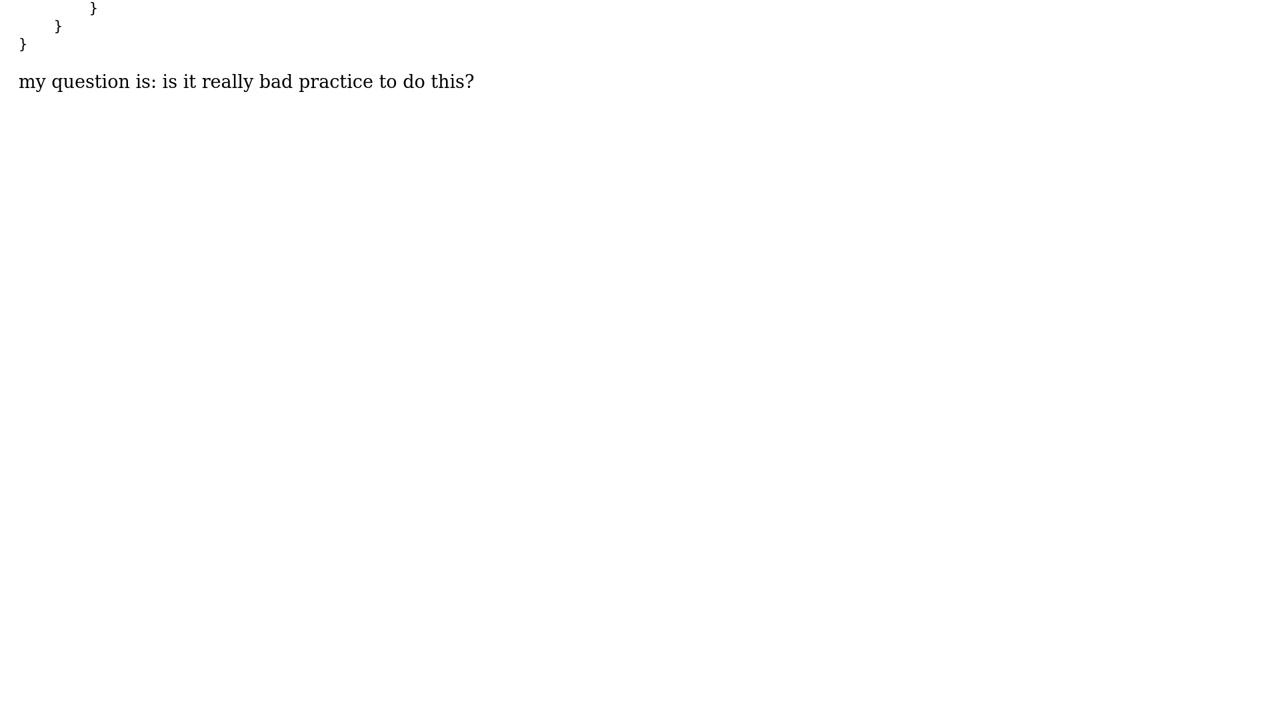 }
    }
}
my question is: is it really bad practice to do this?